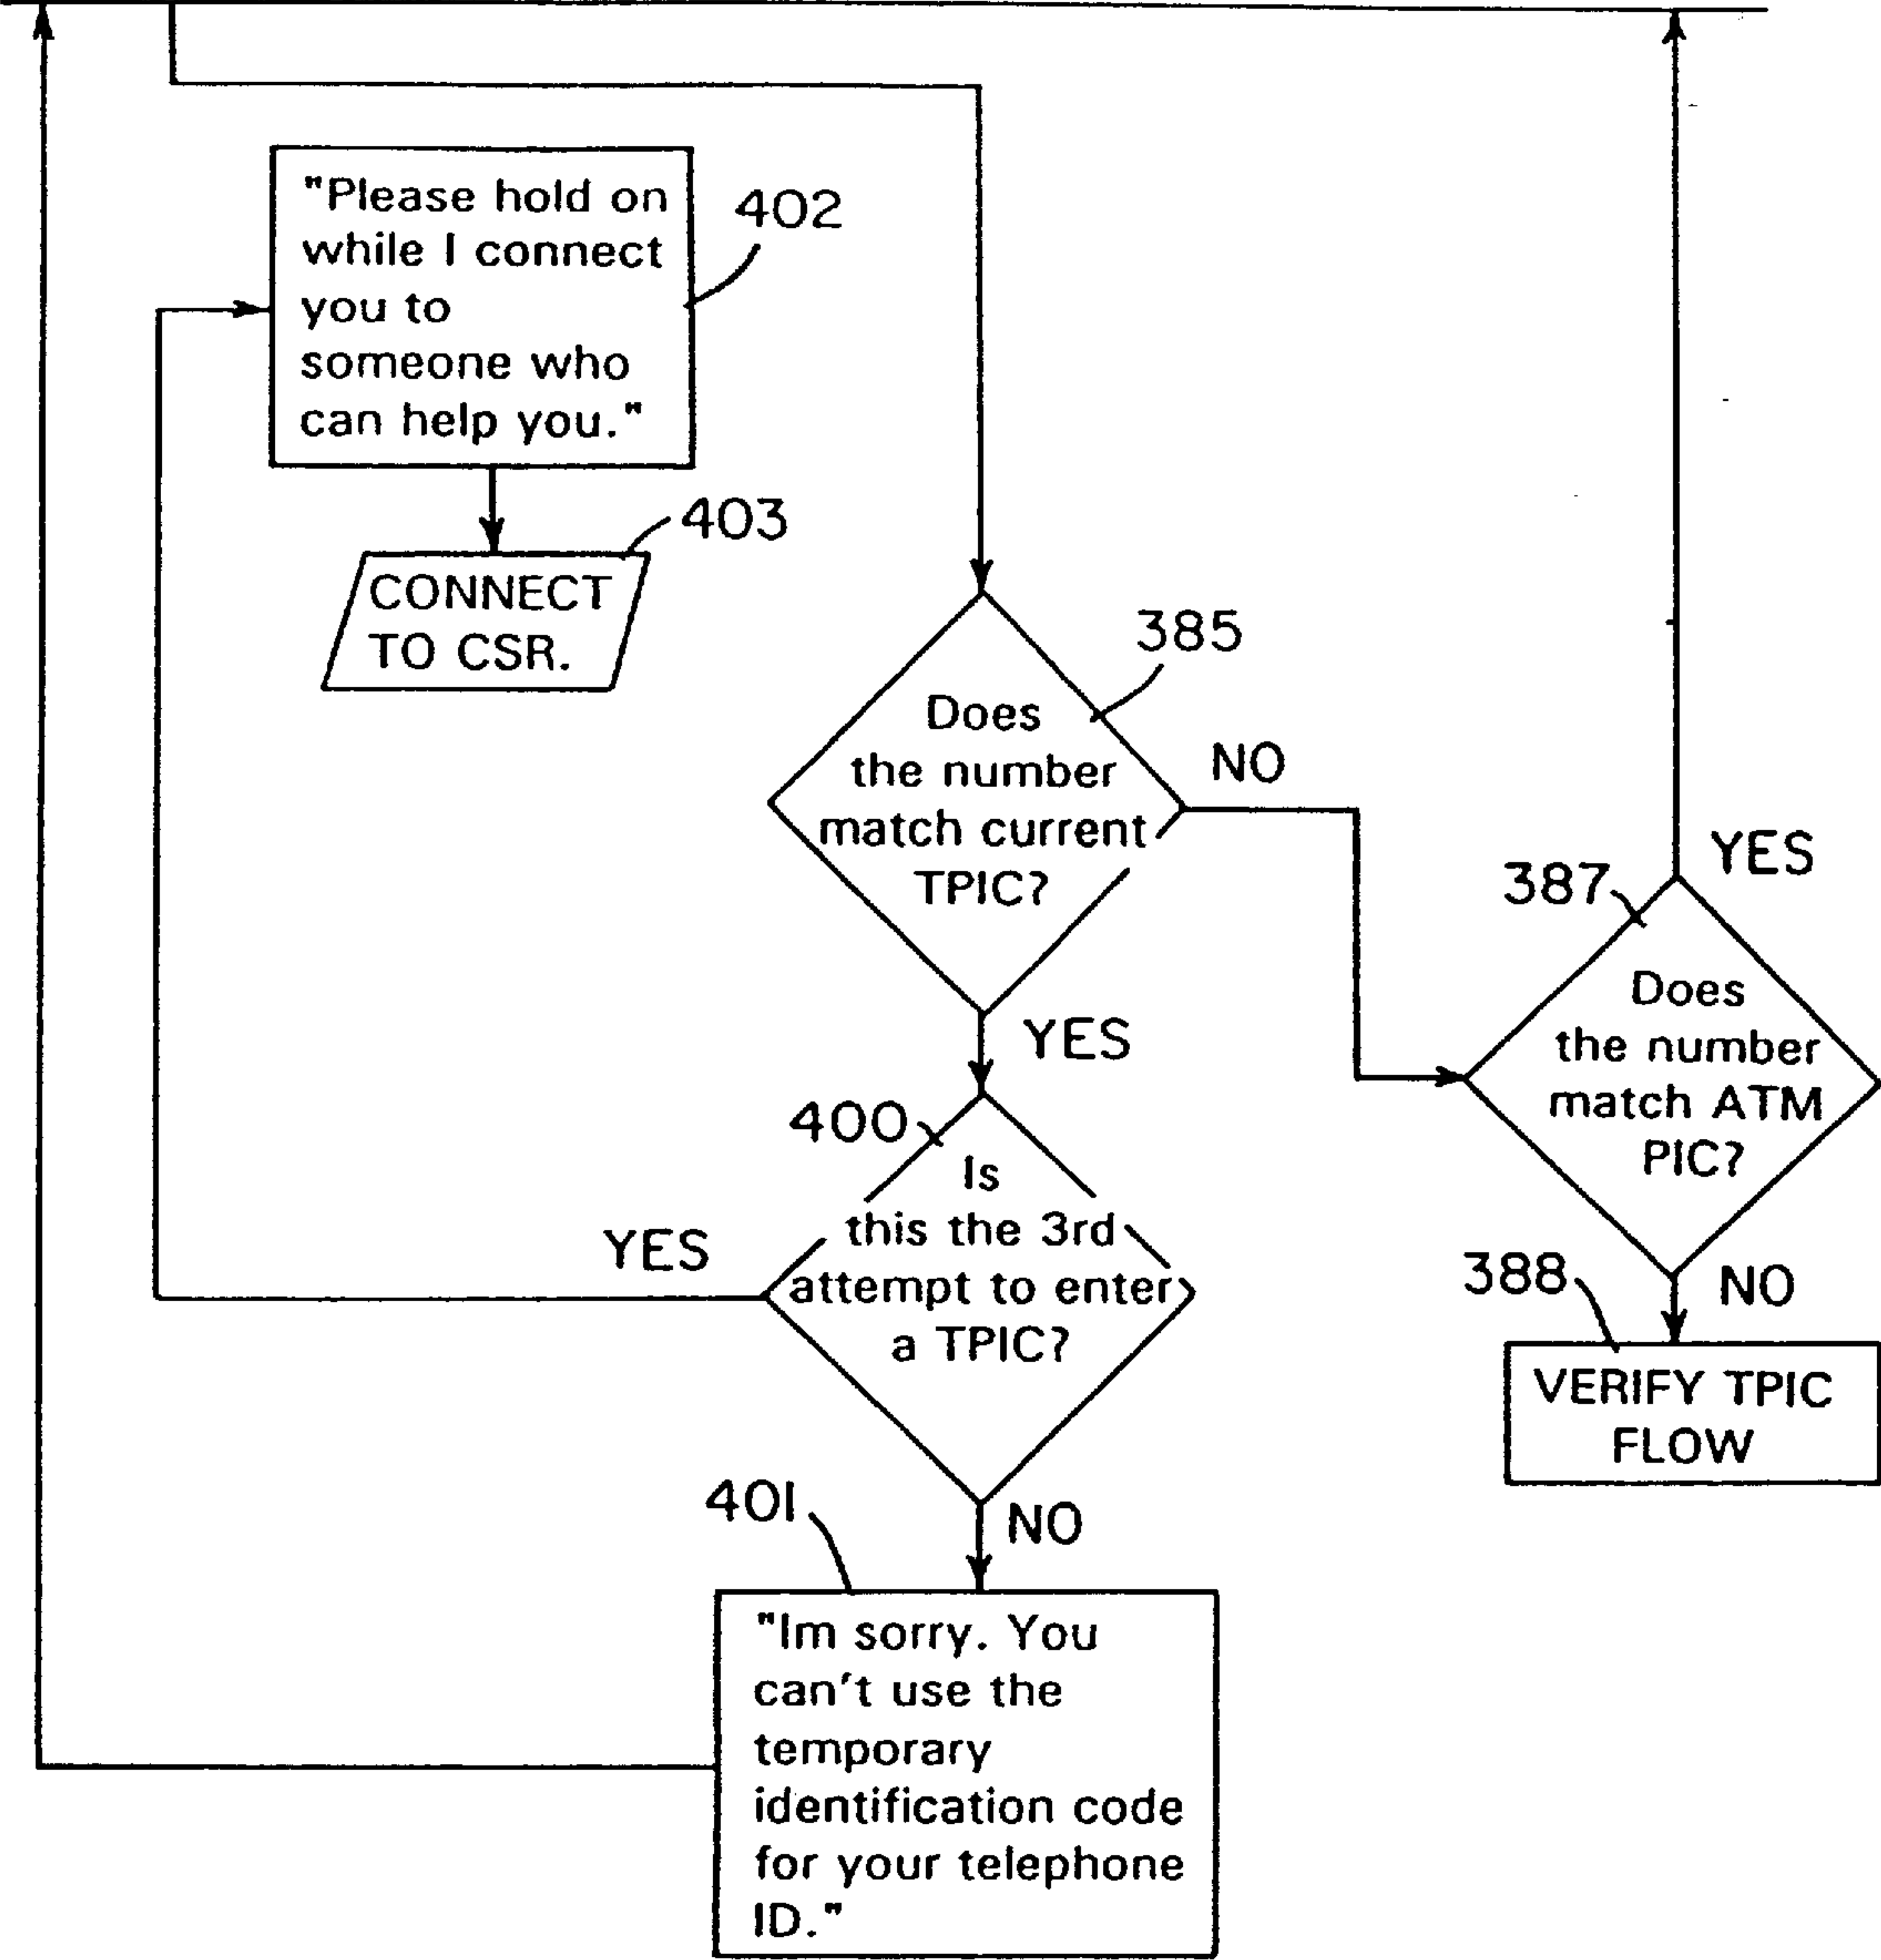 "Please hold on
while I connect
you to
someone who
can help you."
402
403
CONNECT
TO CSR.
385
Does
the number
match current
TPIC?
NO
YES
387
YES
Does
the number
match ATM
PIC?
388
NO
VERIFY TPIC
FLOW
400
Is
this the 3rd
attempt to enter
a TPIC?
YES
NO
401
"Im sorry. You
can't use the
temporary
identification code
for your telephone
ID."